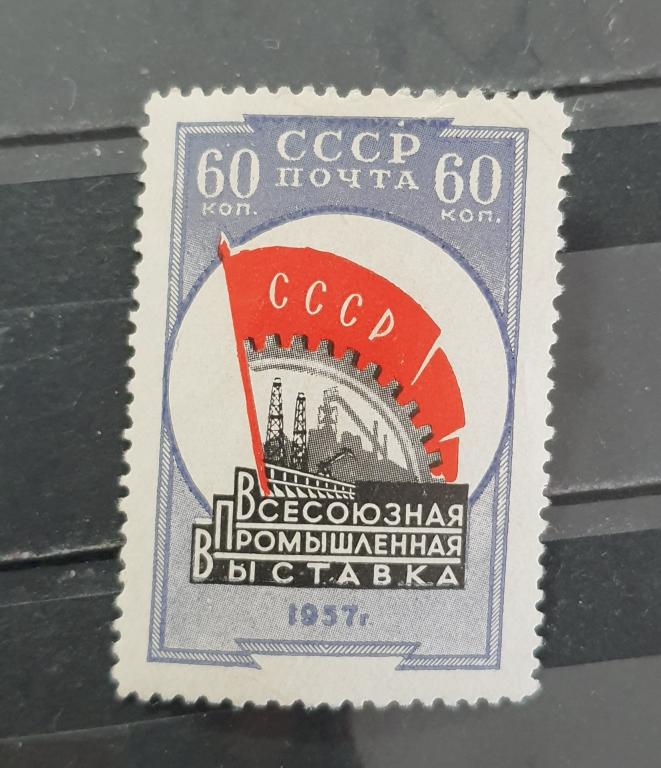 СССР
ПОЧТА
60 КОП.
60 КОП.
СССР
ВСЕСОЮЗНАЯ
ПРОМЫШЛЕННАЯ
ВЫСТАВКА
1957г